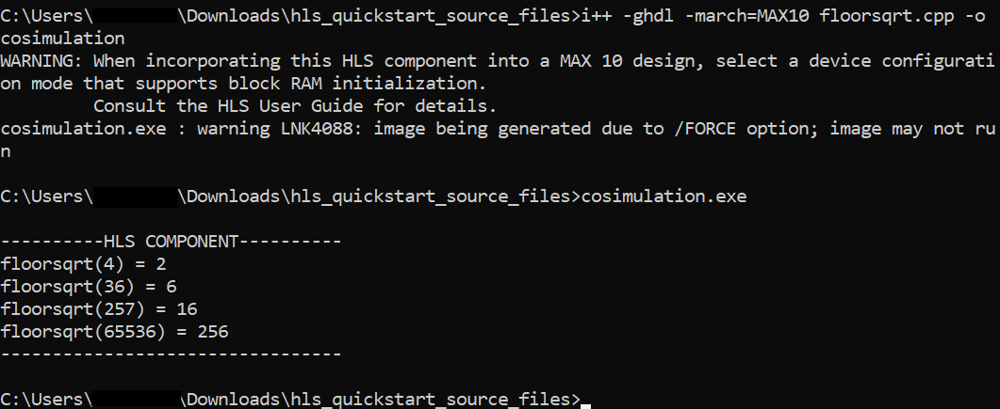 C:\Users\ \Downloads\hls_quickstart_source_files>i++ -ghdl -march=MAX10 floorsqrt.cpp -o
cosimulation
WARNING: When incorporating this HLS component into a MAX 10 design, select a device configurati
on mode that supports block RAM initialization.
Consult the HLS User Guide for details.
cosimulation.exe : warning LNK4088: image being generated due to /FORCE option; image may not ru
n
C:\Users\ \Downloads\hls_quickstart_source_files>cosimulation.exe
----------HLS COMPONENT----------
floorsqrt(4) = 2
floorsqrt(36) = 6
floorsqrt(257) = 16
floorsqrt(65536) = 256
---------------------------------
C:\Users\ \Downloads\hls_quickstart_source_files>